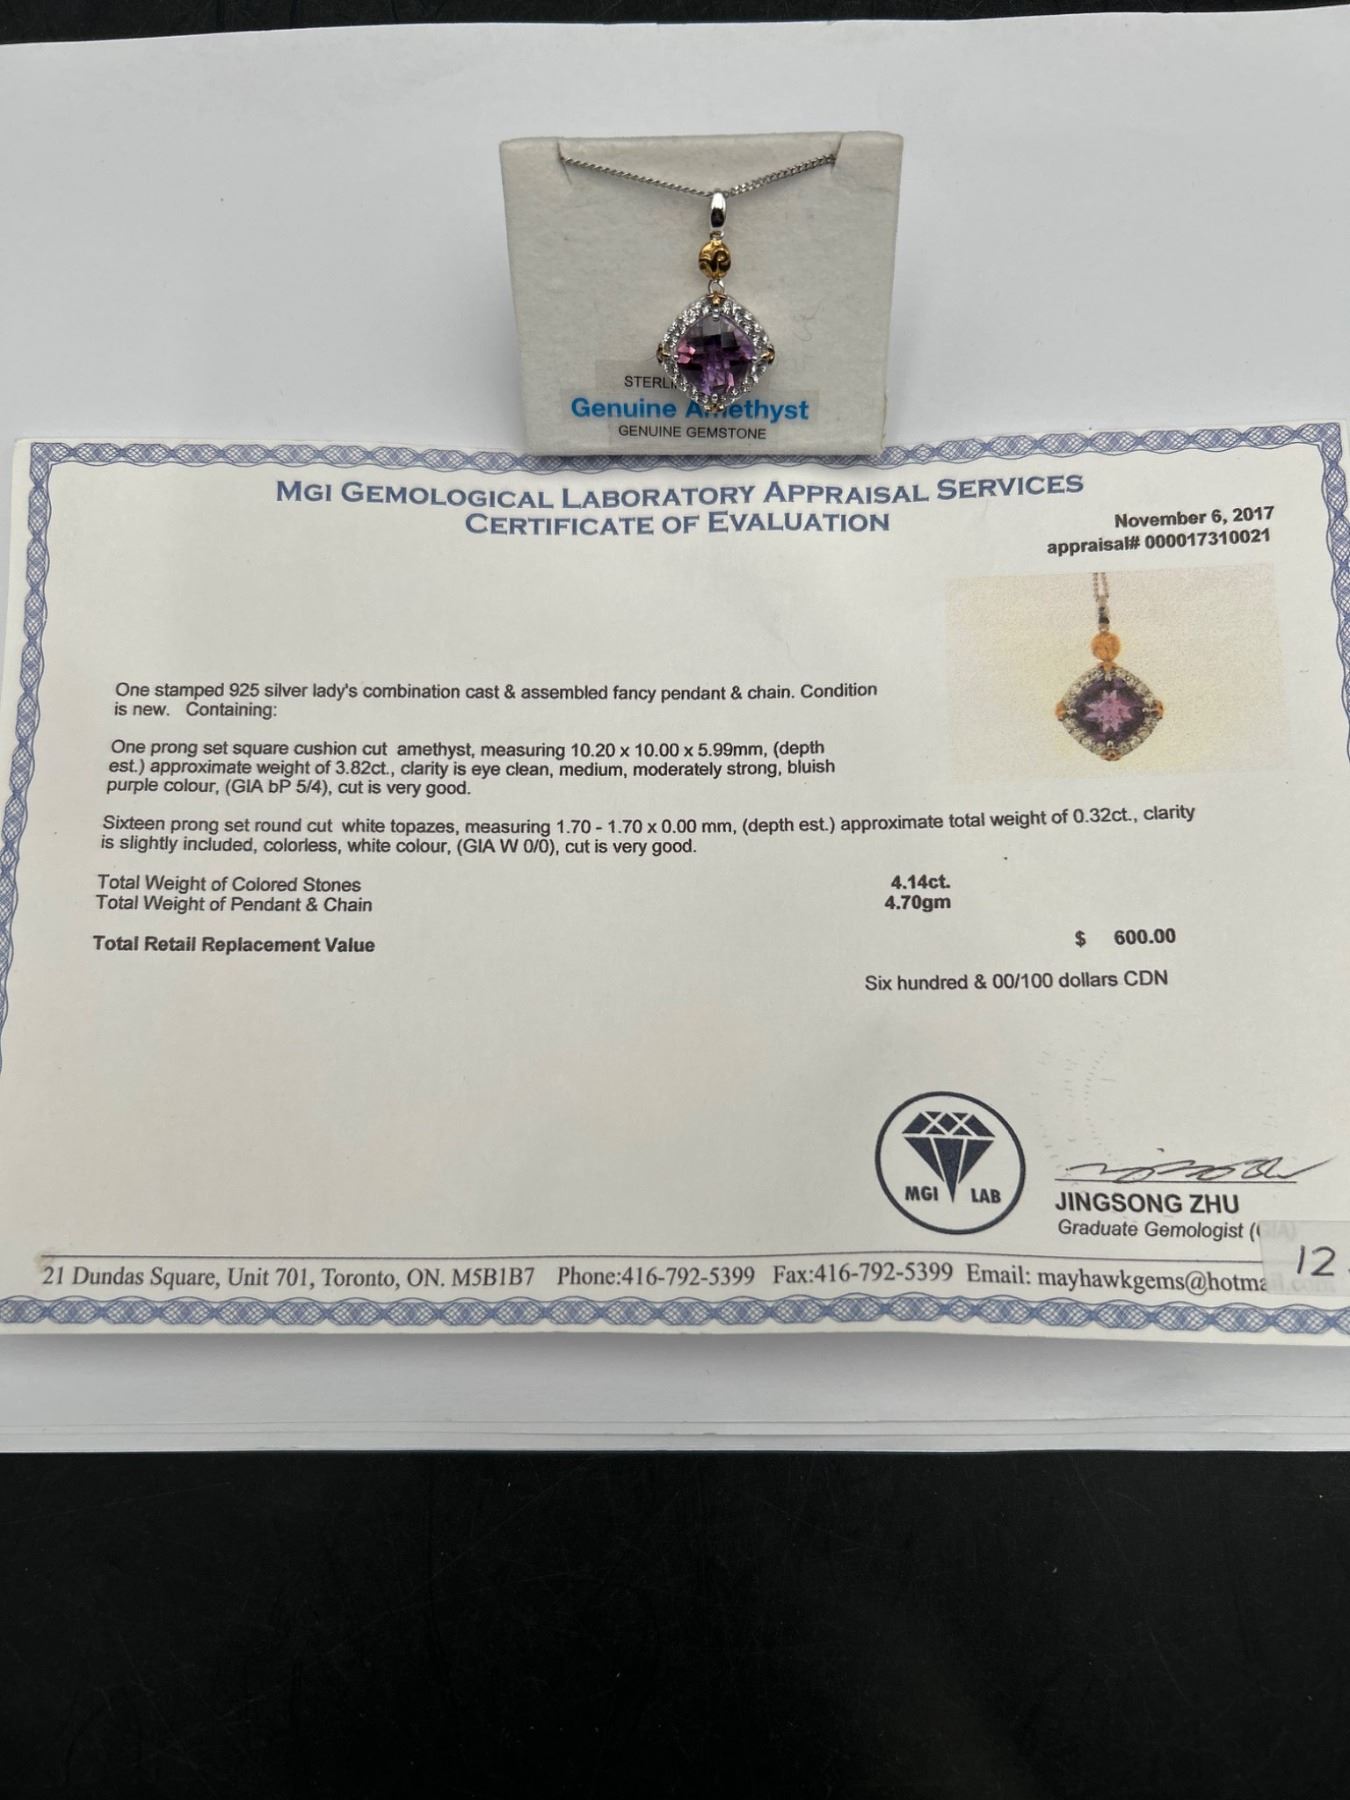 Genuine Amethyst
GENUINE GEMSTONE
MGI GEMOLOGICAL LABORATORY APPRAISAL SERVICES
CERTIFICATE OF EVALUATION
November 6, 2017
appraisal# 000017310021
One stamped 925 silver lady's combination cast & assembled fancy pendant & chain. Condition
is new. Containing:
One prong set square cushion cut amethyst, measuring 10.20 x 10.00 x 5.99mm, (depth
est.) approximate weight of 3.82ct., clarity is eye clean, medium, moderately strong, bluish
purple colour, (GIA bP 5/4), cut is very good.
Sixteen prong set round cut white topazes, measuring 1.70 - 1.70 x 0.00 mm, (depth est.) approximate total weight of 0.32ct., clarity
is slightly included, colorless, white colour, (GIA W 0/0), cut is very good.
Total Weight of Colored Stones 4.14ct.
Total Weight of Pendant & Chain 4.70gm
Total Retail Replacement Value $ 600.00
Six hundred & 00/100 dollars CDN
MGI LAB
JINGSONG ZHU
Graduate Gemologist (GIA)
12
21 Dundas Square, Unit 701, Toronto, ON. M5B1B7 Phone:416-792-5399 Fax:416-792-5399 Email: mayhawkgems@hotmail.com